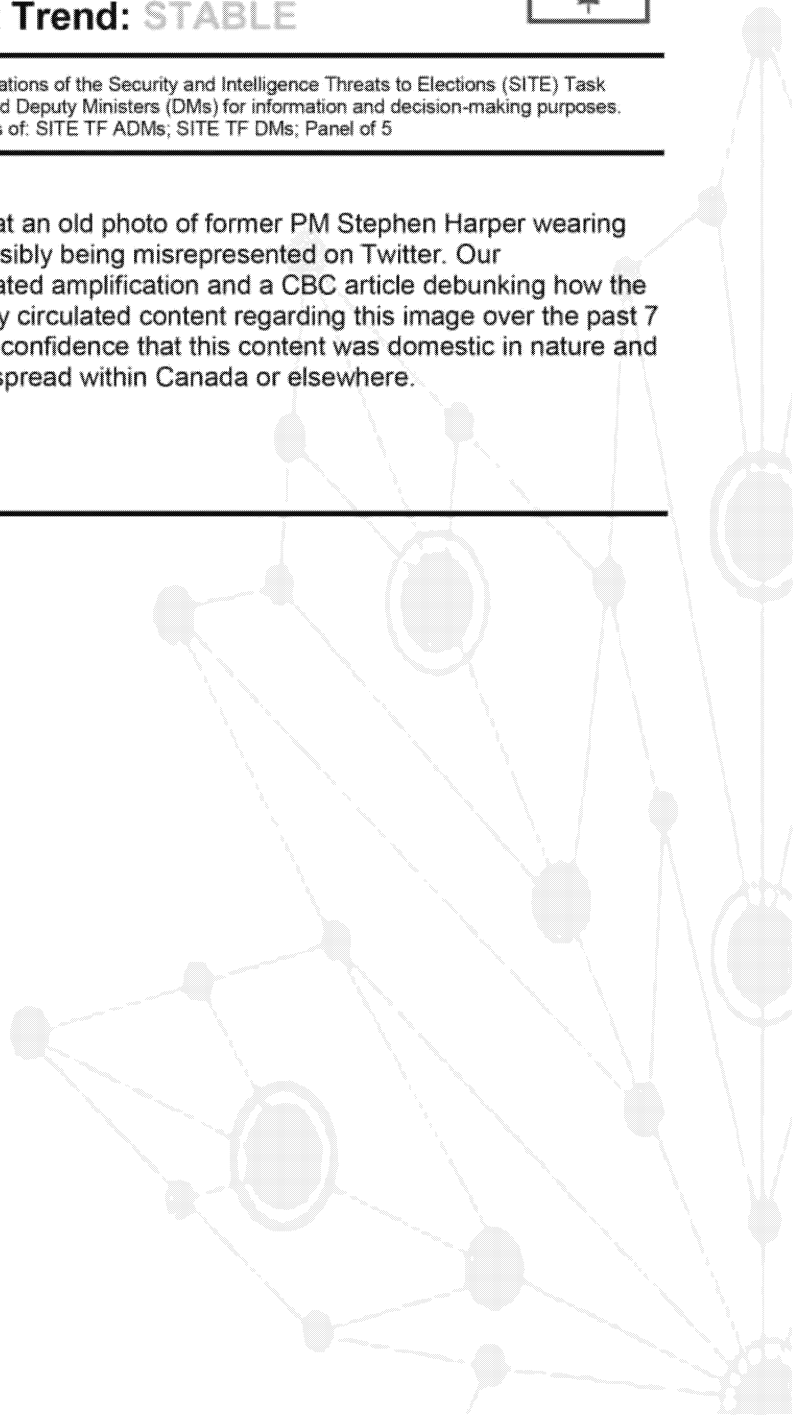 Trend: STABLE
ations of the Security and Intelligence Threats to Elections (SITE) Task
d Deputy Ministers (DMs) for information and decision-making purposes.
s of: SITE TF ADMs; SITE TF DMs; Panel of 5
at an old photo of former PM Stephen Harper wearing
sibly being misrepresented on Twitter. Our
ated amplification and a CBC article debunking how the
y circulated content regarding this image over the past 7
confidence that this content was domestic in nature and
spread within Canada or elsewhere.